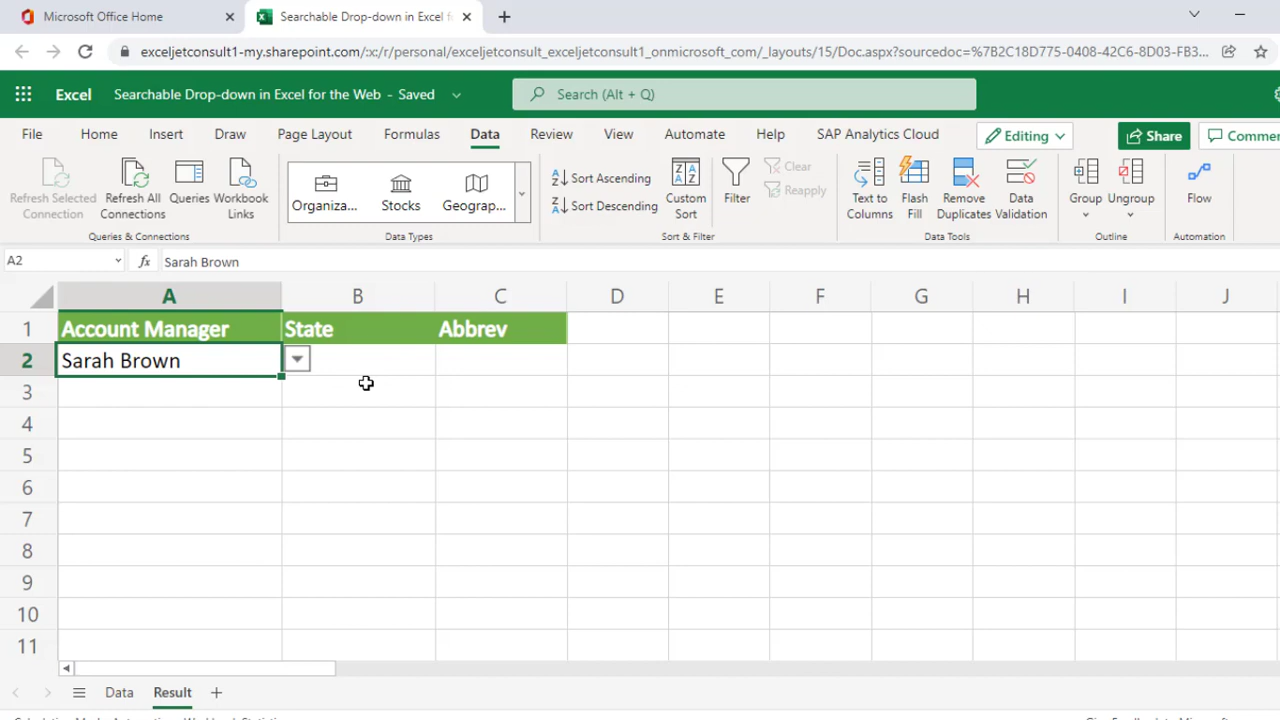 Microsoft Office Home
Searchable Drop-down in Excel f
exceljetconsult1-my.sharepoint.com/:x:/r/personal/exceljetconsult_exceljetconsult1_onmicrosoft_com/_layouts/15/Doc.aspx?sourcedoc=%7B2C18D775-0408-42C6-8D03-FB3...
Excel Searchable Drop-down in Excel for the Web - Saved Search (Alt + Q)
File Home Insert Draw Page Layout Formulas Data Review View Automate Help SAP Analytics Cloud Editing Share Commen
Refresh Selected Connection
Refresh All Connections
Queries
Workbook Links
Queries & Connections
Organiza...
Stocks
Geograp...
Data Types
Sort Ascending
Sort Descending
Custom Sort
Filter
Clear
Reapply
Sort & Filter
Text to Columns
Flash Fill
Remove Duplicates
Data Validation
Data Tools
Group
Ungroup
Outline
Flow
Automation
A2 fx Sarah Brown
A B C D E F G H I J
1 Account Manager State Abbrev
2 Sarah Brown
3
4
5
6
7
8
9
10
11
Data Result